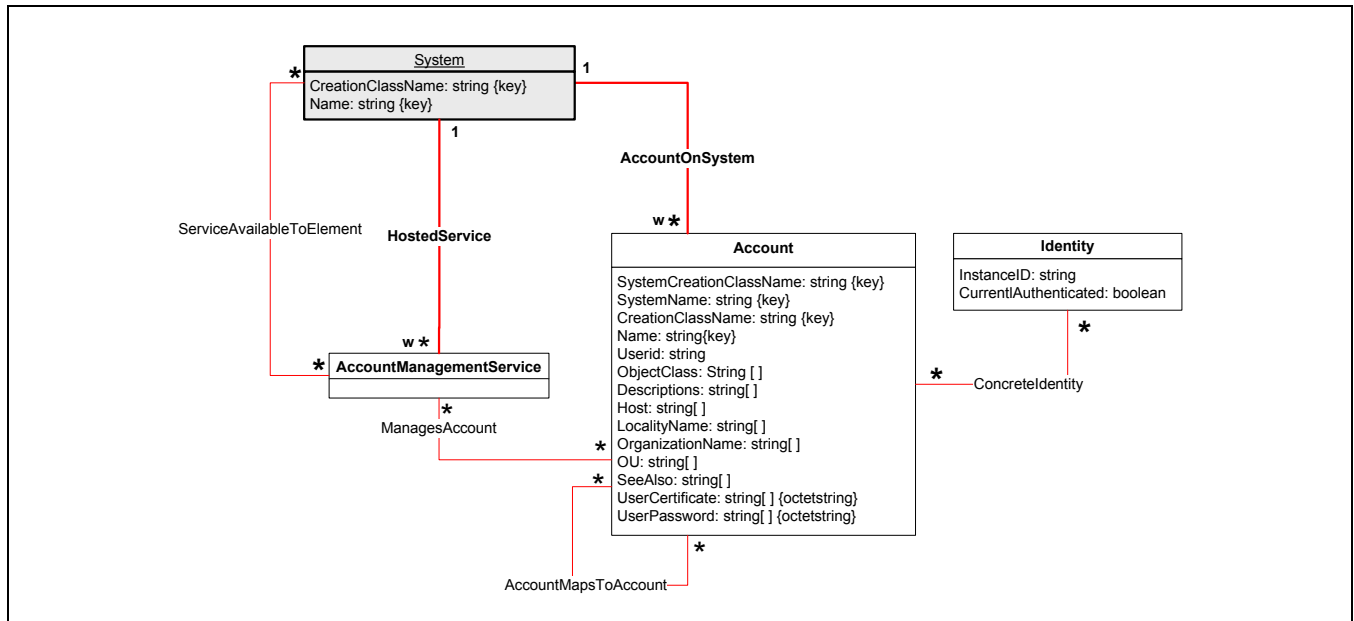 System
CreationClassName: string {key}
Name: string {key}
*
1
1
AccountOnSystem
ServiceAvailableToElement
HostedService
w *
w *
*
AccountManagementService
Account
SystemCreationClassName: string {key}
SystemName: string {key}
CreationClassName: string {key}
Name: string{key}
Userid: string
ObjectClass: String [ ]
Descriptions: string[ ]
Host: string[ ]
LocalityName: string[ ]
OrganizationName: string[ ]
OU: string[ ]
SeeAlso: string[ ]
UserCertificate: string[ ] {octetstring}
UserPassword: string[ ] {octetstring}
Identity
InstanceID: string
CurrentlAuthenticated: boolean
*
*
ConcreteIdentity
*
ManagesAccount
*
*
*
AccountMapsToAccount